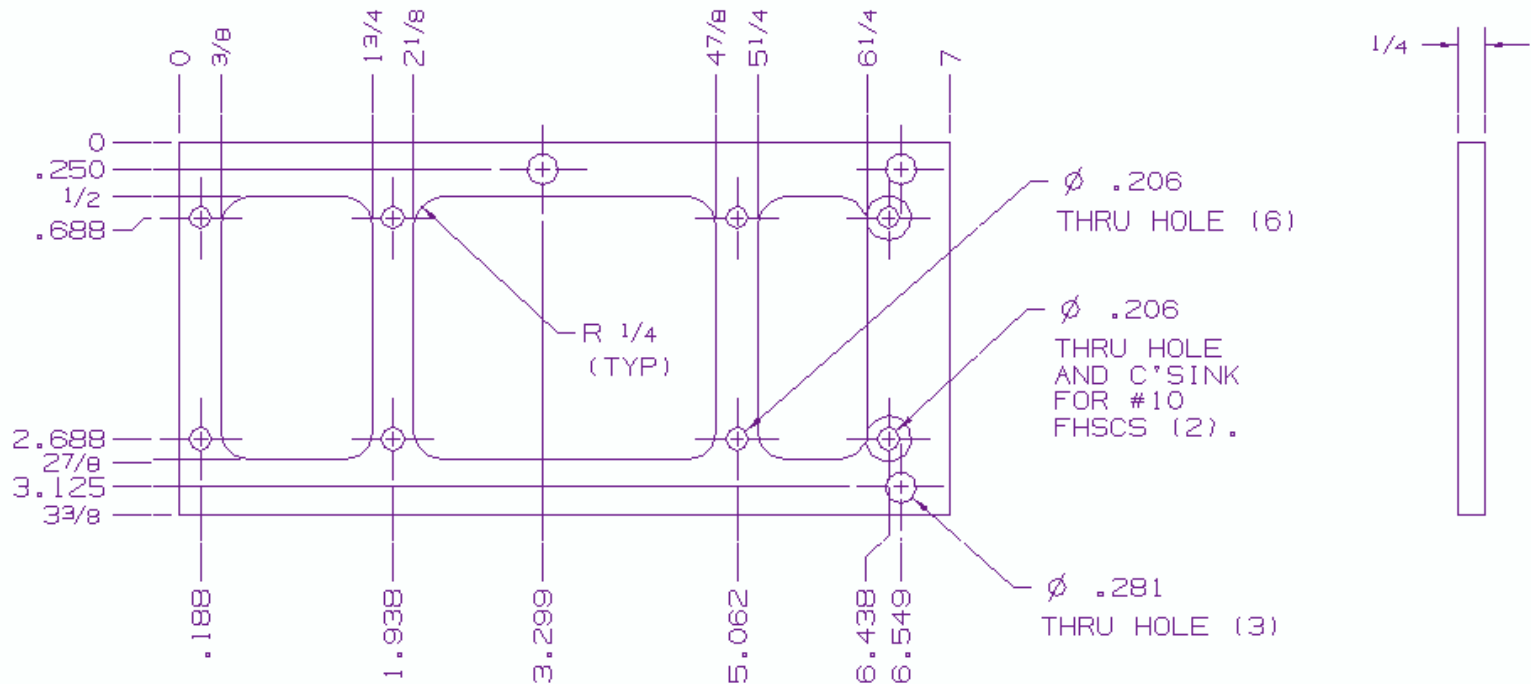 0
3/8
1 3/4
2 1/8
4 7/8
5 1/4
6 1/4
7
1/4
0
.250
1/2
.688
2.688
2 7/8
3.125
3 3/8
R 1/4
(TYP)
Ø .206
THRU HOLE (6)
Ø .206
THRU HOLE
AND C'SINK
FOR #10
FHSCS (2).
Ø .281
THRU HOLE (3)
.188
1.938
3.299
5.062
6.438
6.549